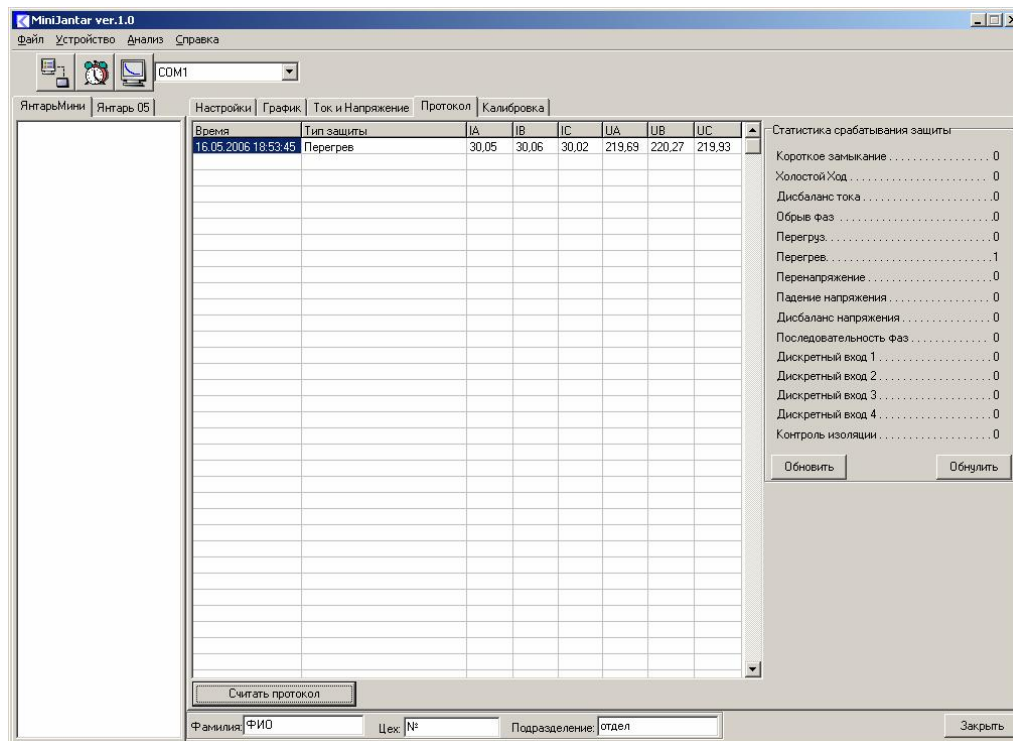 MiniJantar ver.1.0
Файл Устройство Анализ Справка
COM1
ЯнтарьМини Янтарь 05
Настройки График Ток и Напряжение Протокол Калибровка
Время Тип защиты IA IB IC UA UB UC
16.05.2006 18:53:45 Перегрев 30,05 30,06 30,02 219,69 220,27 219,93
Статистика срабатывания защиты
Короткое замыкание . . . . . . . . . . . . . . . . 0
Холостой Ход . . . . . . . . . . . . . . . . . . . . . 0
Дисбаланс тока . . . . . . . . . . . . . . . . . . . .0
Обрыв фаз . . . . . . . . . . . . . . . . . . . . . . .0
Перегруз. . . . . . . . . . . . . . . . . . . . . . . . .0
Перегрев. . . . . . . . . . . . . . . . . . . . . . . . .1
Перенапряжение . . . . . . . . . . . . . . . . . . .0
Падение напряжения . . . . . . . . . . . . . . . . 0
Дисбаланс напряжения . . . . . . . . . . . . . . . 0
Последовательность фаз . . . . . . . . . . . . . 0
Дискретный вход 1 . . . . . . . . . . . . . . . . . .0
Дискретный вход 2 . . . . . . . . . . . . . . . . . .0
Дискретный вход 3 . . . . . . . . . . . . . . . . . .0
Дискретный вход 4 . . . . . . . . . . . . . . . . . .0
Контроль изоляции . . . . . . . . . . . . . . . . . .0
Обновить Обнулить
Считать протокол
Фамилия: ФИО Цех: № Подразделение: отдел Закрыть